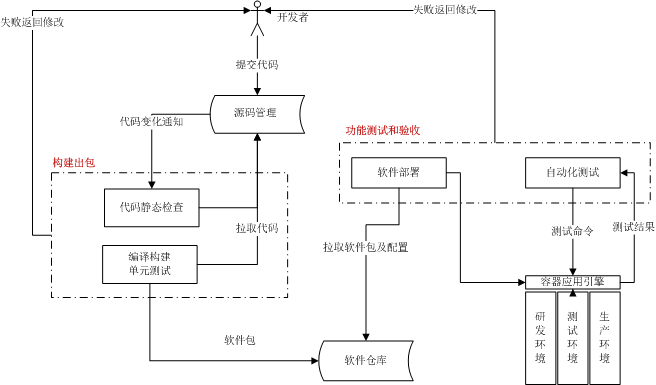 失败返回修改
开发者
失败返回修改
提交代码
源码管理
代码变化通知
功能测试和验收
构建出包
软件部署
自动化测试
代码静态检查
拉取代码
测试命令
测试结果
拉取软件包及配置
编译构建
单元测试
容器应用引擎
研发环境
测试环境
生产环境
软件包
软件仓库